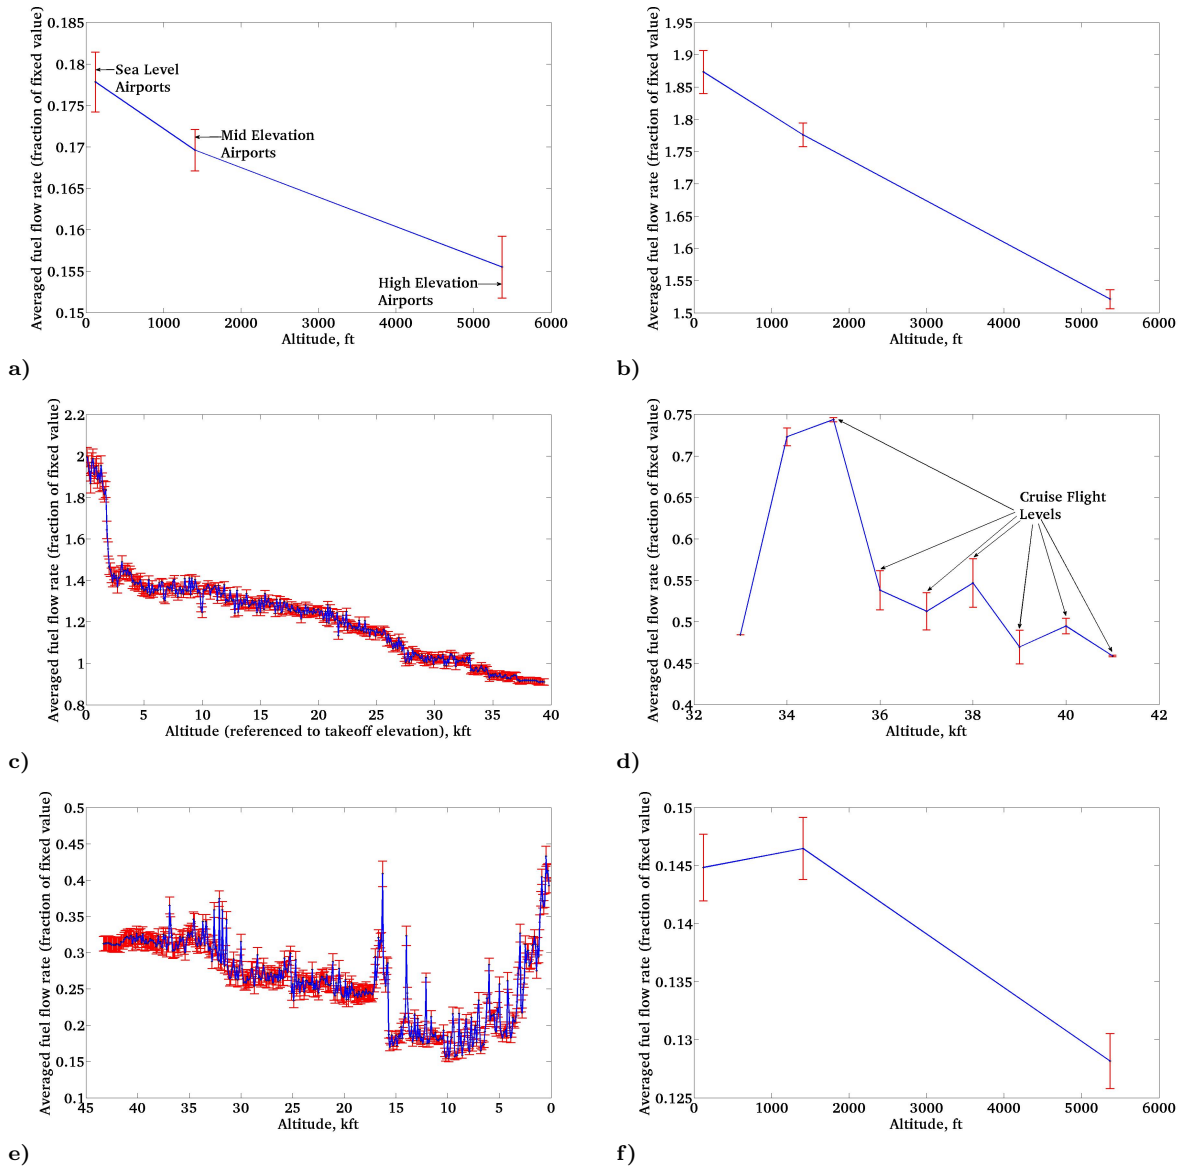 Averaged fuel flow rate (fraction of fixed value)
0.185
0.18
0.175
0.17
0.165
0.16
0.155
0.15
Sea Level
Airports
Mid Elevation
Airports
High Elevation
Airports
0 1000 2000 3000 4000 5000 6000
Altitude, ft
a)
Averaged fuel flow rate (fraction of fixed value)
1.95
1.9
1.85
1.8
1.75
1.7
1.65
1.6
1.55
1.5
0 1000 2000 3000 4000 5000 6000
Altitude, ft
b)
Averaged fuel flow rate (fraction of fixed value)
2.2
2
1.8
1.6
1.4
1.2
1
0.8
0 5 10 15 20 25 30 35 40
Altitude (referenced to takeoff elevation), kft
c)
Averaged fuel flow rate (fraction of fixed value)
0.75
0.7
0.65
0.6
0.55
0.5
0.45
0.4
Cruise Flight
Levels
32 34 36 38 40 42
Altitude, kft
d)
Averaged fuel flow rate (fraction of fixed value)
0.5
0.45
0.4
0.35
0.3
0.25
0.2
0.15
0.1
45 40 35 30 25 20 15 10 5 0
Altitude, kft
e)
Averaged fuel flow rate (fraction of fixed value)
0.15
0.145
0.14
0.135
0.13
0.125
0 1000 2000 3000 4000 5000 6000
Altitude, ft
f)